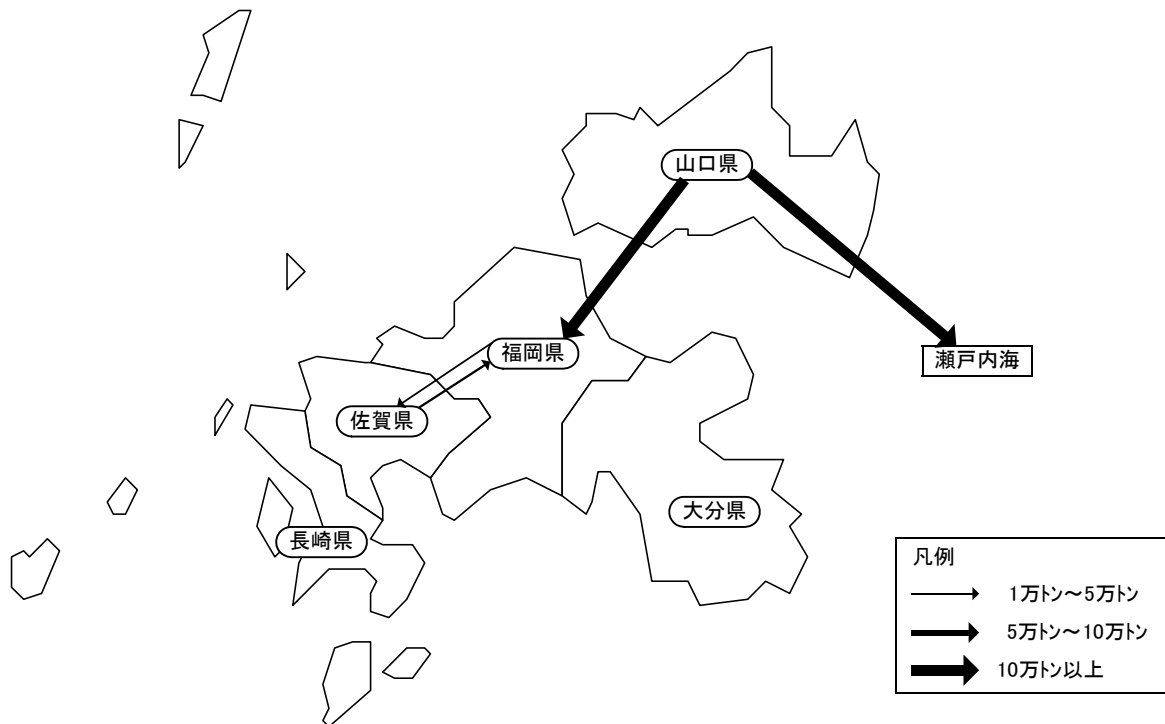 山口県
福岡県
瀬戸内海
佐賀県
大分県
長崎県
凡例
1万トン～5万トン
5万トン～10万トン
10万トン以上